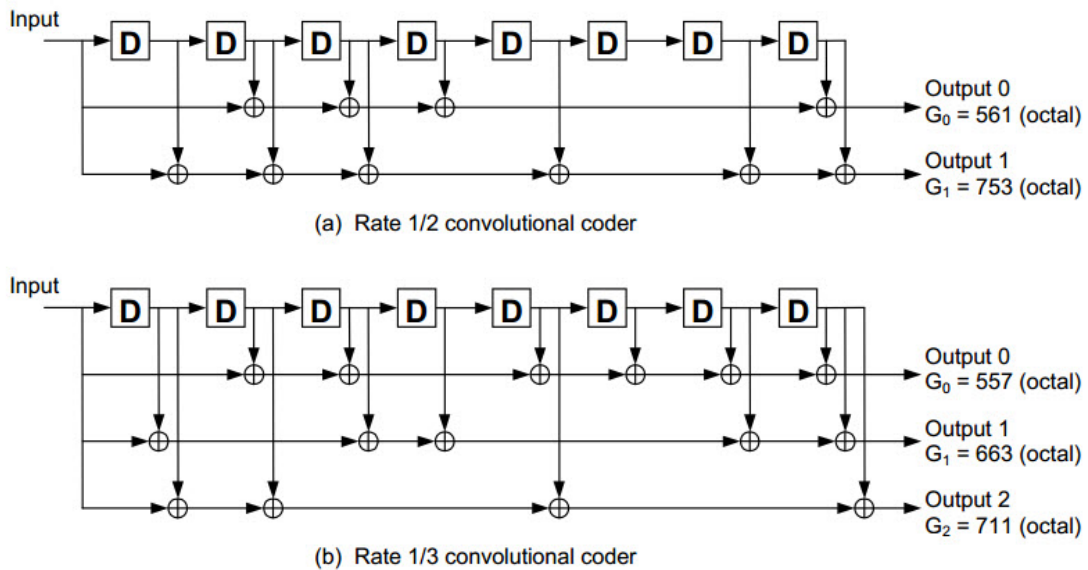 Input
D D D D D D D D
Output 0
G₀ = 561 (octal)
Output 1
G₁ = 753 (octal)
(a) Rate 1/2 convolutional coder
Input
D D D D D D D D
Output 0
G₀ = 557 (octal)
Output 1
G₁ = 663 (octal)
Output 2
G₂ = 711 (octal)
(b) Rate 1/3 convolutional coder